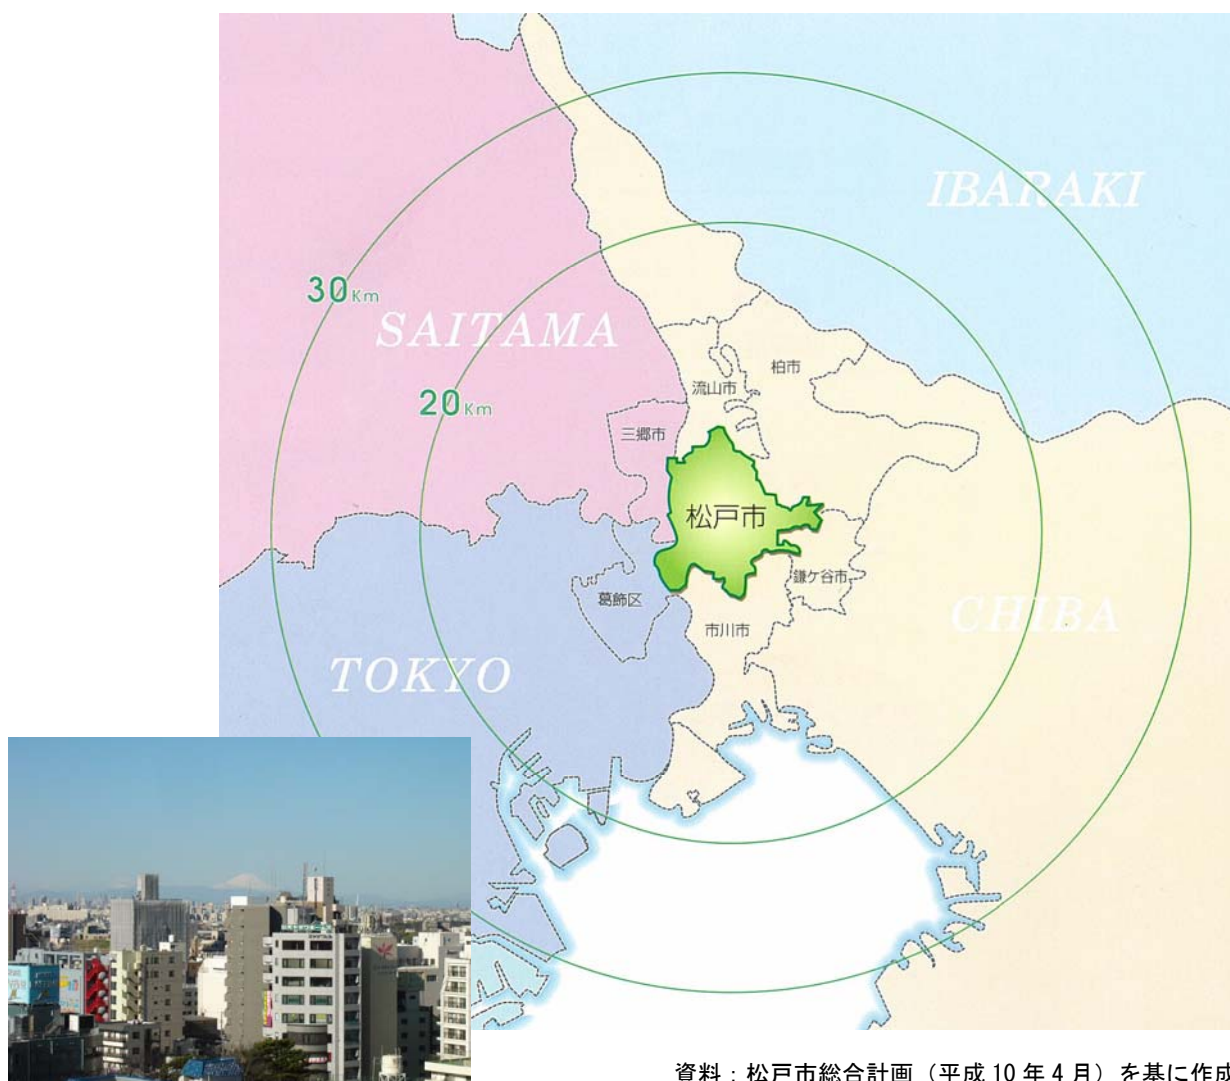 IBARAKI
30Km
SAITAMA
柏市
流山市
20Km
三郷市
松戸市
鎌ケ谷市
葛飾区
CHIBA
市川市
TOKYO
資料：松戸市総合計画（平成 10 年 4 月）を基に作成